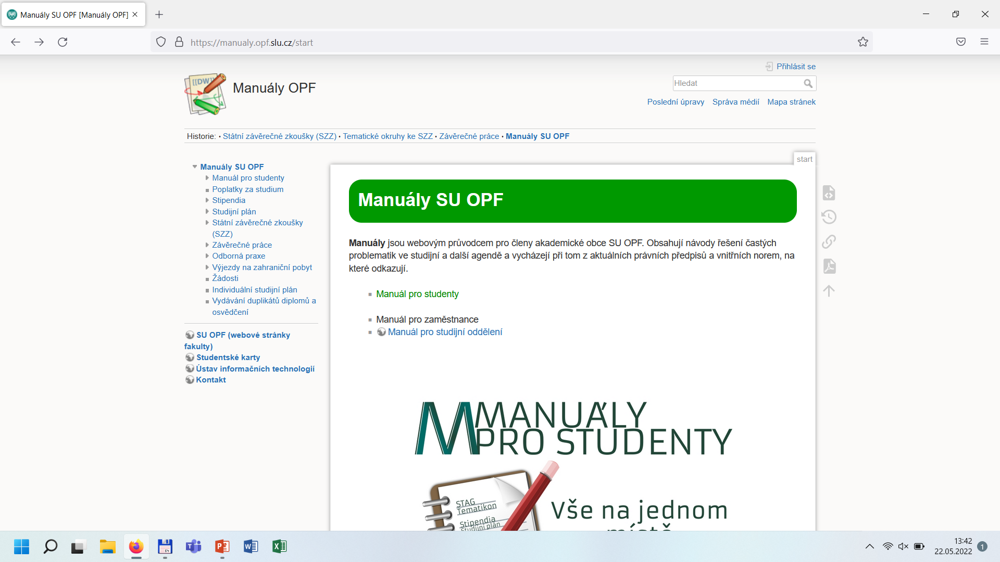 Manuály SU OPF [Manuály OPF]
https://manualy.opf.slu.cz/start
Přihlásit se
[[DW]]
Manuály OPF
Hledat
Poslední úpravy Správa médií Mapa stránek
Historie: • Státní závěrečné zkoušky (SZZ) • Tematické okruhy ke SZZ • Závěrečné práce • Manuály SU OPF
start
Manuály SU OPF
Manuál pro studenty
Poplatky za studium
Stipendia
Studijní plán
Státní závěrečné zkoušky
(SZZ)
Závěrečné práce
Odborná praxe
Výjezdy na zahraniční pobyt
Žádosti
Individuální studijní plán
Vydávání duplikátů diplomů a
osvědčení
SU OPF (webové stránky
fakulty)
Studentské karty
Ústav informačních technologií
Kontakt
Manuály SU OPF
Manuály jsou webovým průvodcem pro členy akademické obce SU OPF. Obsahují návody řešení častých
problematik ve studijní a další agendě a vycházejí při tom z aktuálních právních předpisů a vnitřních norem, na
které odkazují.
Manuál pro studenty
Manuál pro zaměstnance
Manuál pro studijní oddělení
MANUÁLY
PRO STUDENTY
STAG
Tematikon
Stipendia
Studijní plán
Vše na jednom
místě
64
13:42
22.05.2022
1